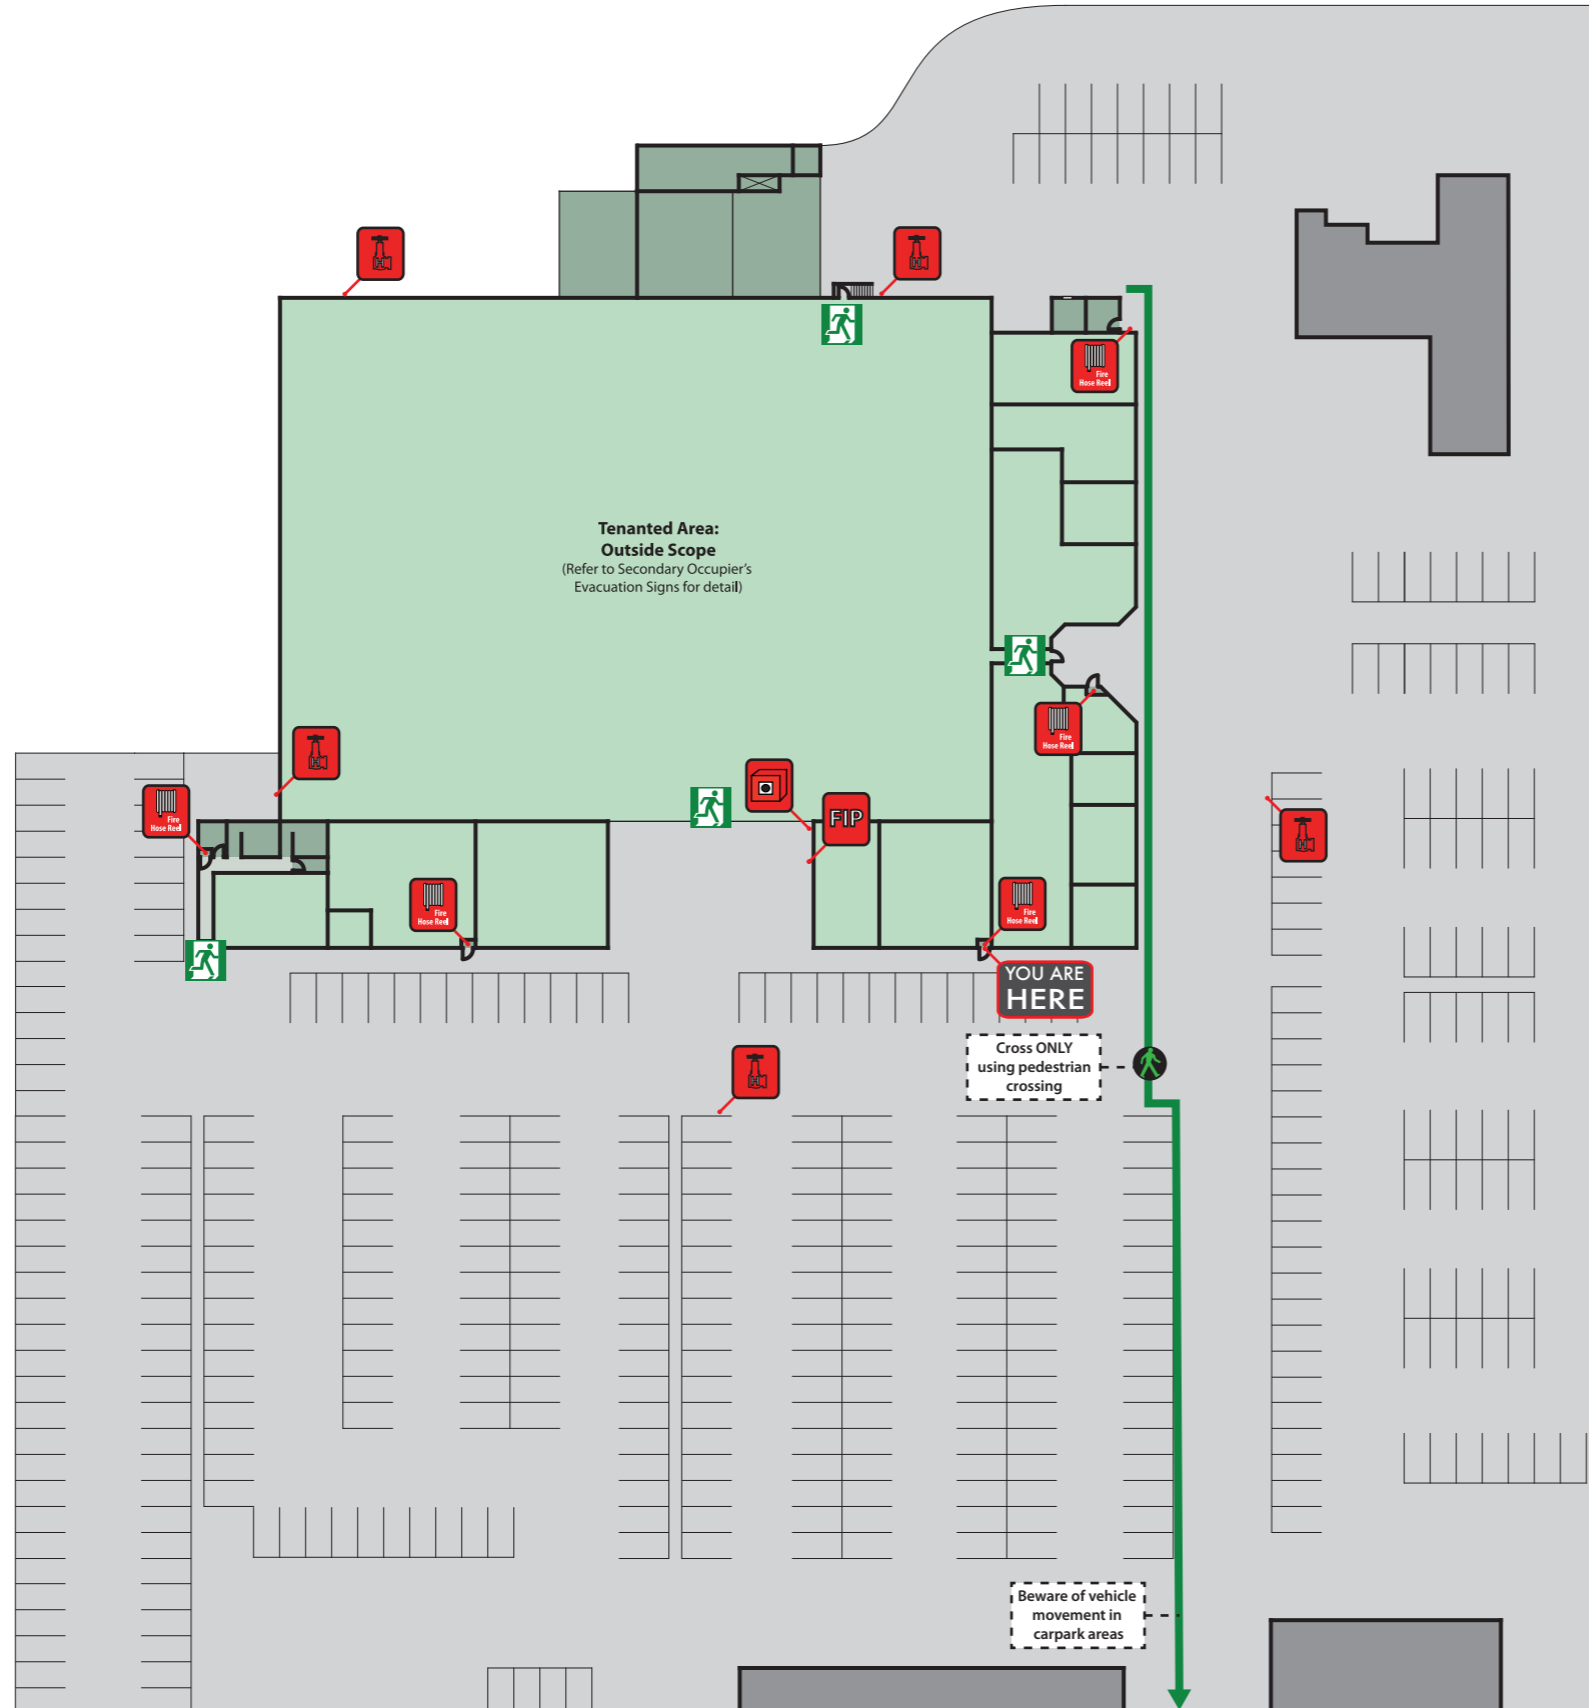 Fire
Hose Reel
Tenanted Area:
Outside Scope
(Refer to Secondary Occupier's
Evacuation Signs for detail)
Fire
Hose Reel
Fire
Hose Reel
FIP
Fire
Hose Reel
Fire
Hose Reel
YOU ARE
HERE
Cross ONLY
using pedestrian
crossing
Beware of vehicle
movement in
carpark areas